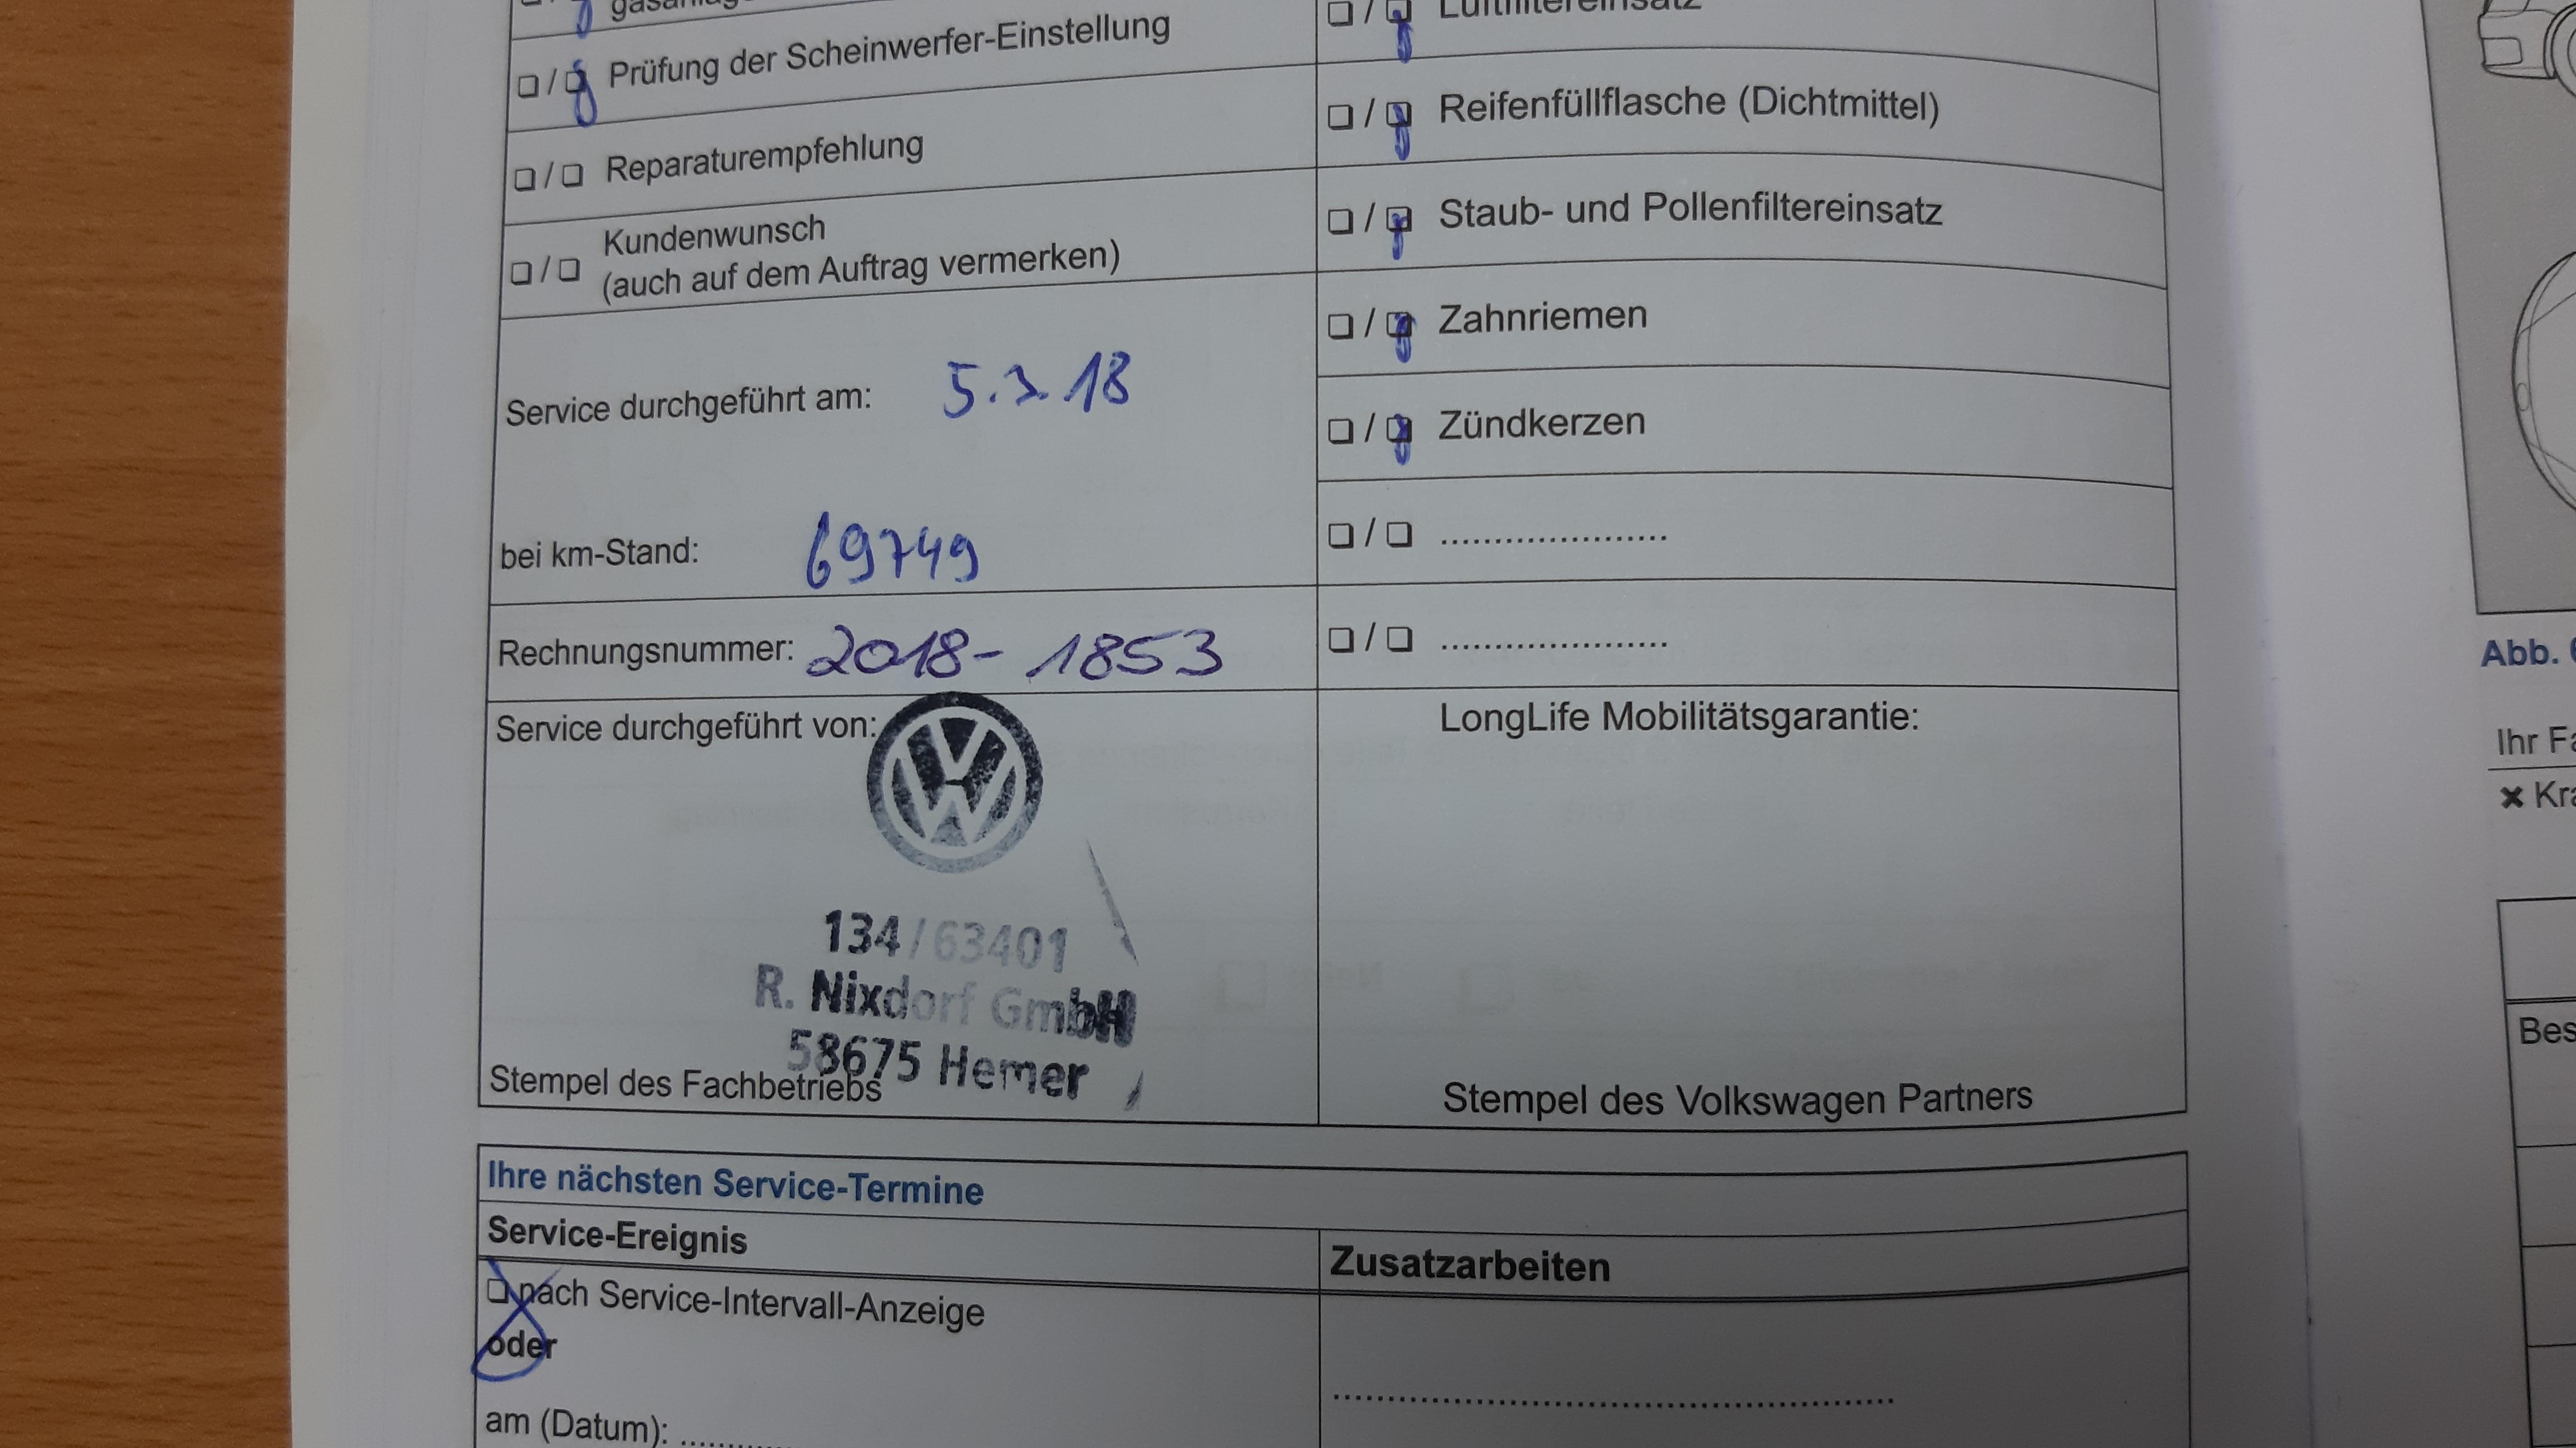 ❏ / ❏ Prüfung der Scheinwerfer-Einstellung
❏ / ❏ Reparaturempfehlung
❏ / ❏ Kundenwunsch
(auch auf dem Auftrag vermerken)
Service durchgeführt am: 5.3.18
bei km-Stand: 69749
Rechnungsnummer: 2018-1853
Service durchgeführt von:
134/63401
R. Nixdorf GmbH
58675 Hemer
Stempel des Fachbetriebs
❏ / ❏ Luftfiltereinsatz
❏ / ❏ Reifenfüllflasche (Dichtmittel)
❏ / ❏ Staub- und Pollenfiltereinsatz
❏ / ❏ Zahnriemen
❏ / ❏ Zündkerzen
❏ / ❏ .....................
❏ / ❏ .....................
LongLife Mobilitätsgarantie:
Stempel des Volkswagen Partners
Ihre nächsten Service-Termine
Service-Ereignis
❏ nach Service-Intervall-Anzeige
oder
am (Datum): ..........
Zusatzarbeiten
Abb.
Ihr